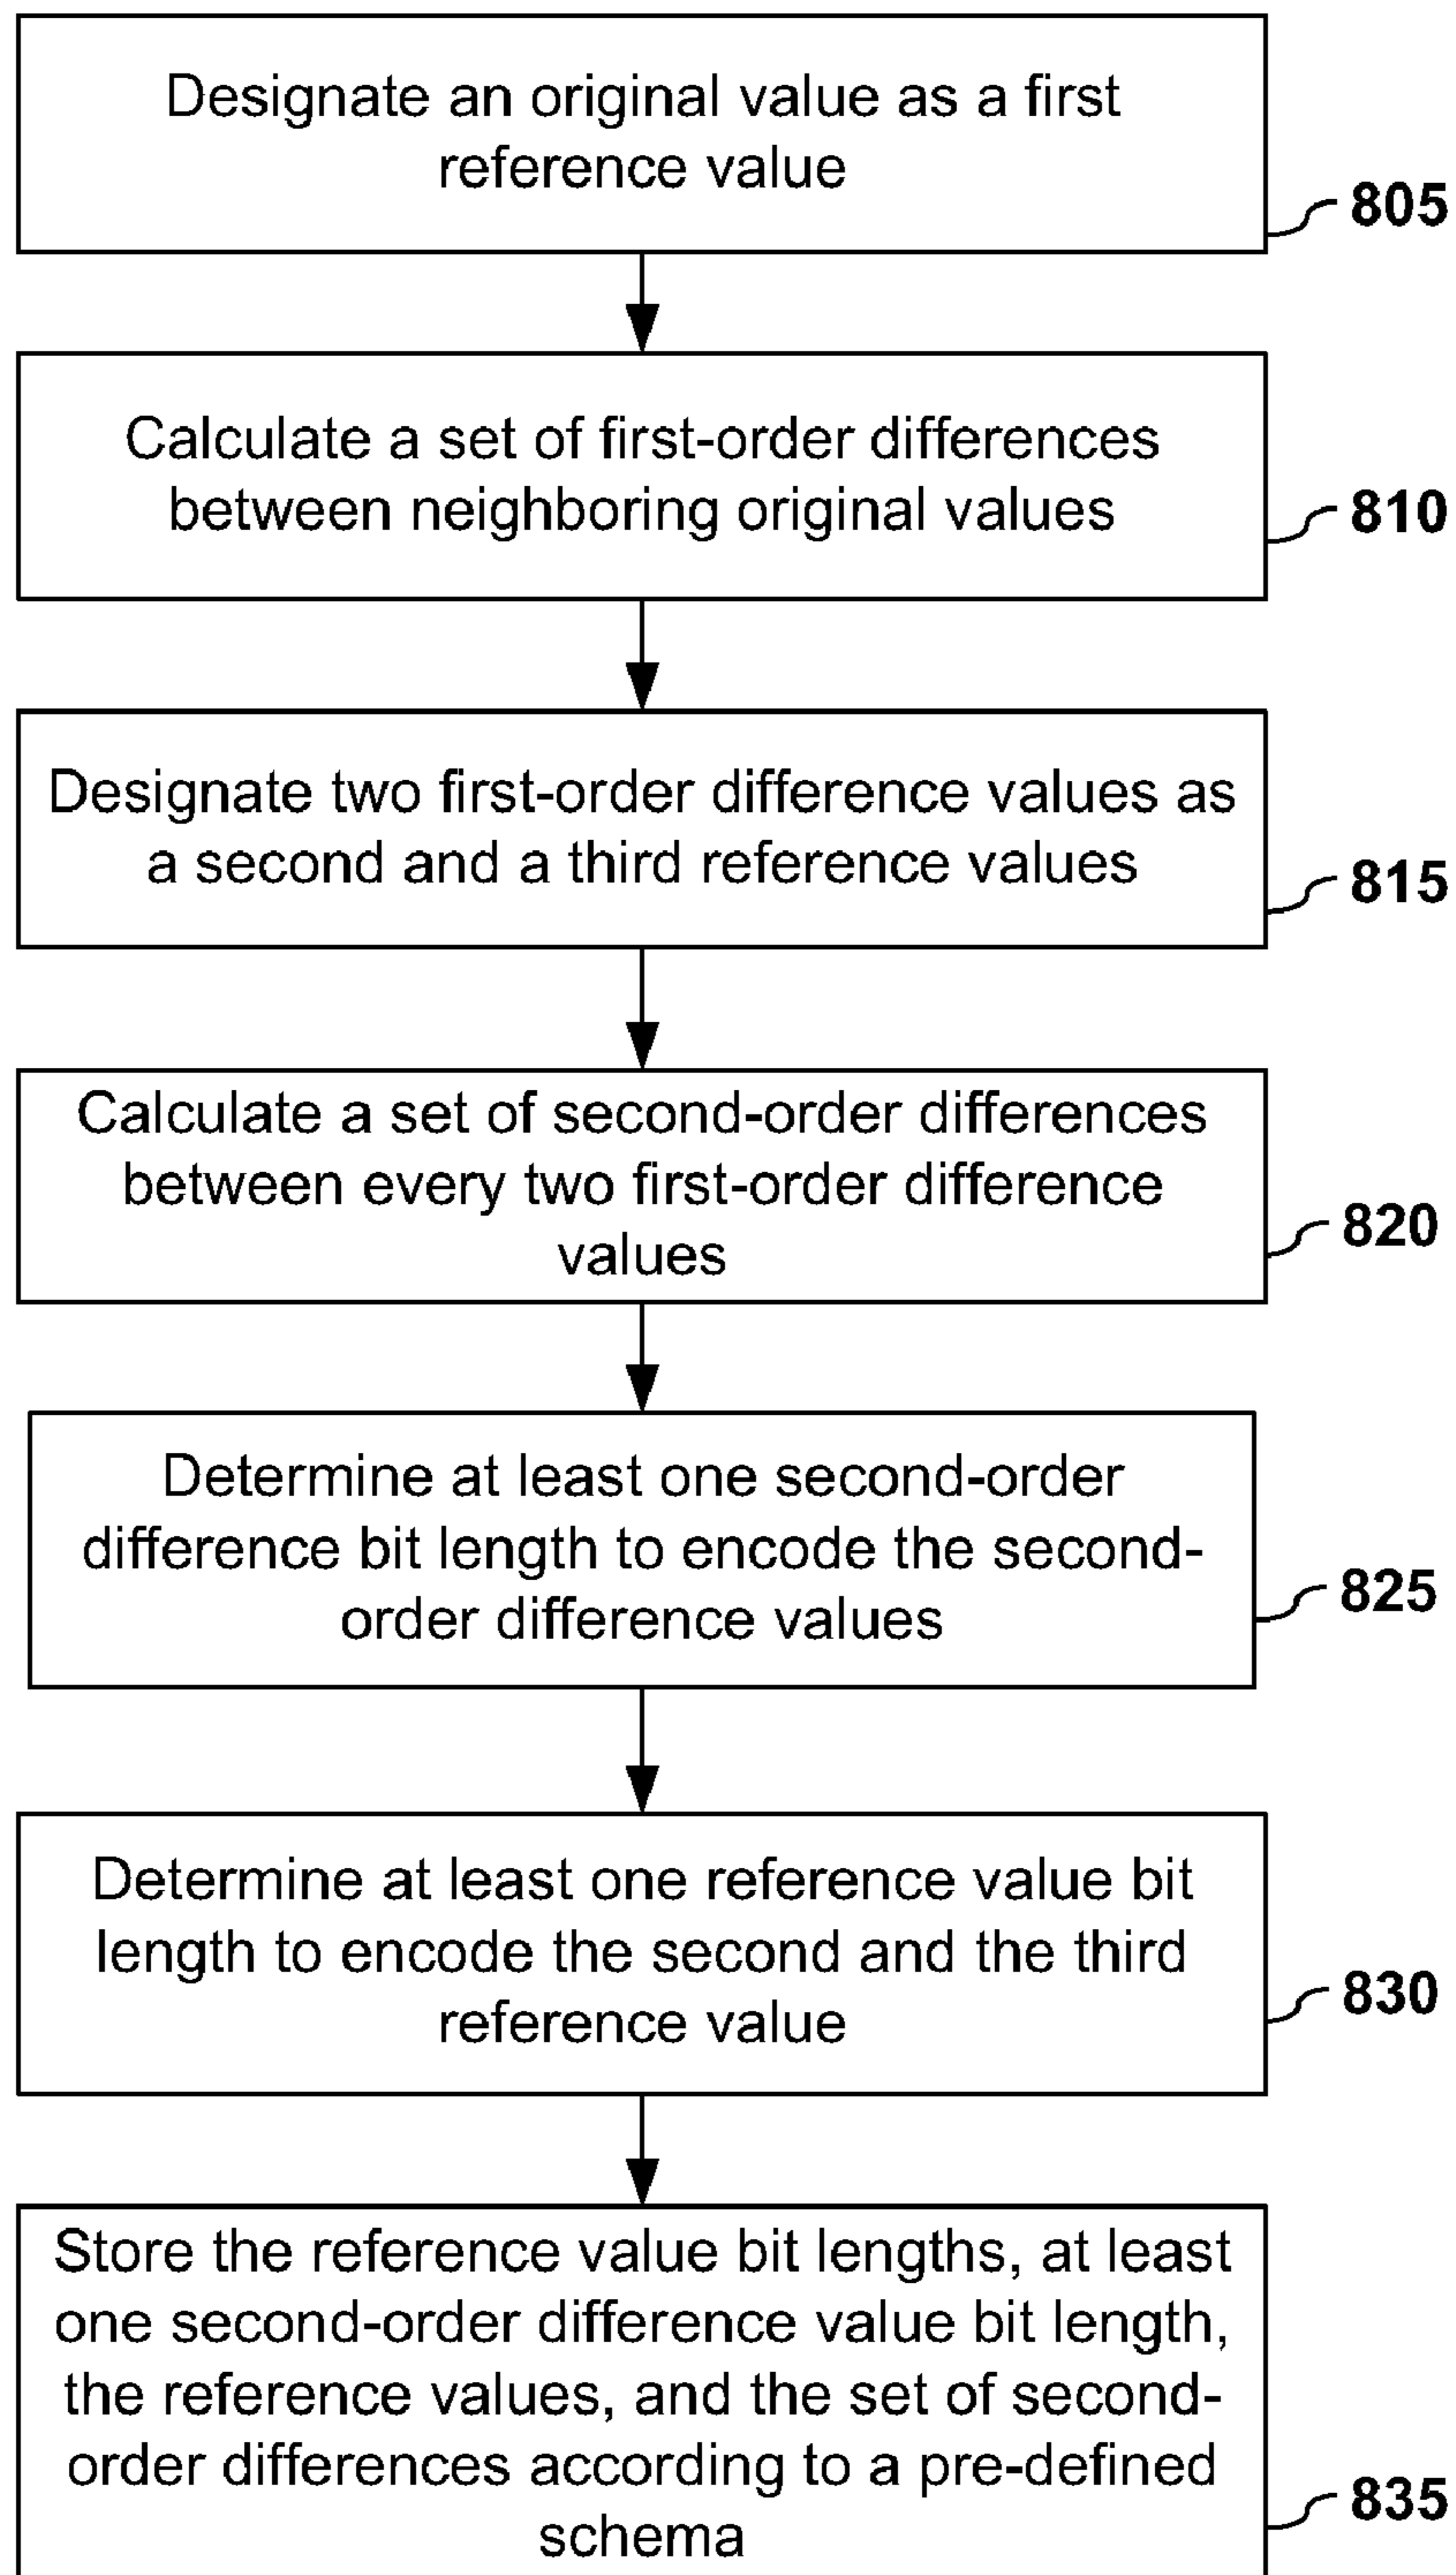 Designate an original value as a first
reference value
805
Calculate a set of first-order differences
between neighboring original values
810
Designate two first-order difference values as
a second and a third reference values
815
Calculate a set of second-order differences
between every two first-order difference
values
820
Determine at least one second-order
difference bit length to encode the second-
order difference values
825
Determine at least one reference value bit
length to encode the second and the third
reference value
830
Store the reference value bit lengths, at least
one second-order difference value bit length,
the reference values, and the set of second-
order differences according to a pre-defined
schema
835